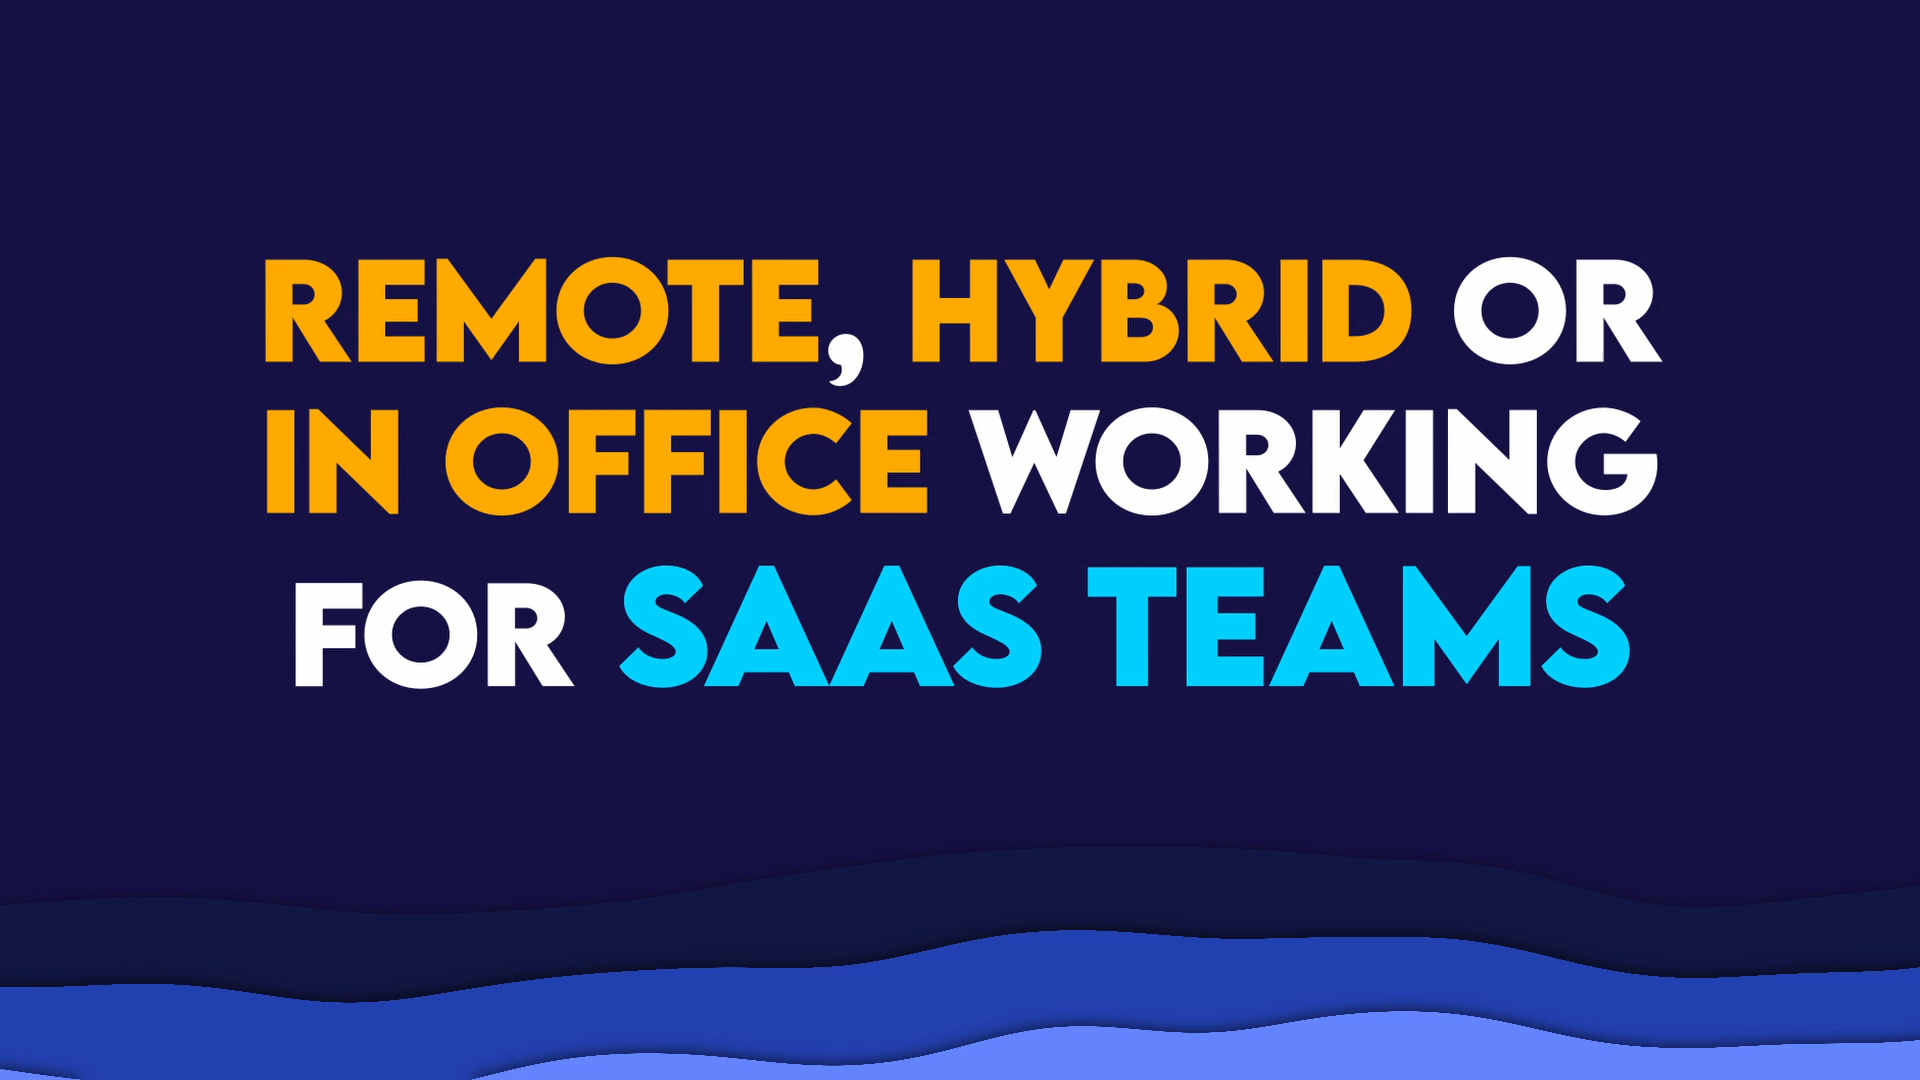 REMOTE, HYBRID OR
IN OFFICE WORKING
FOR SAAS TEAMS